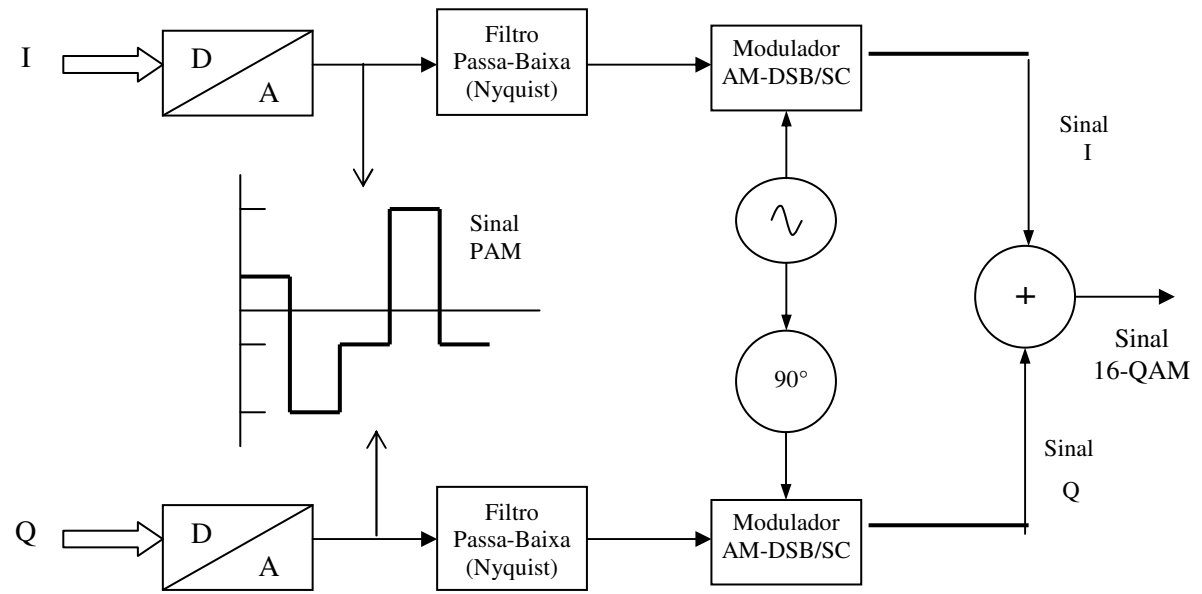 I
D
A
Filtro
Passa-Baixa
(Nyquist)
Modulador
AM-DSB/SC
Sinal
I
Sinal
PAM
+
Sinal
16-QAM
90°
Sinal
Q
Q
D
A
Filtro
Passa-Baixa
(Nyquist)
Modulador
AM-DSB/SC